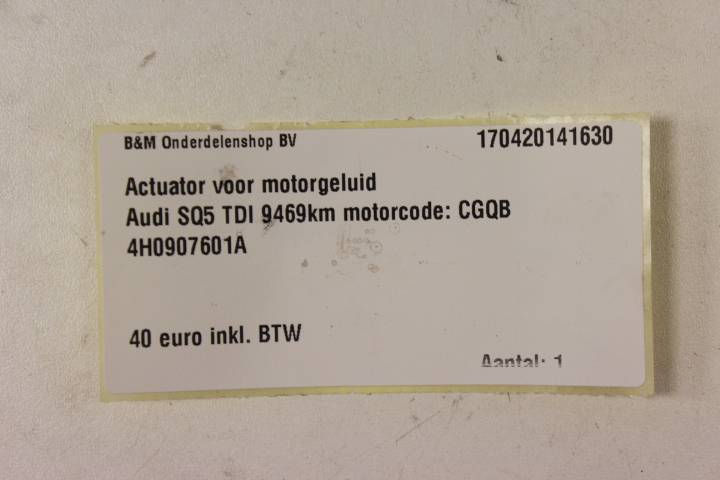 B&M Onderdelenshop BV 170420141630
Actuator voor motorgeluid
Audi SQ5 TDI 9469km motorcode: CGQB
4H0907601A
40 euro inkl. BTW
Aantal: 1